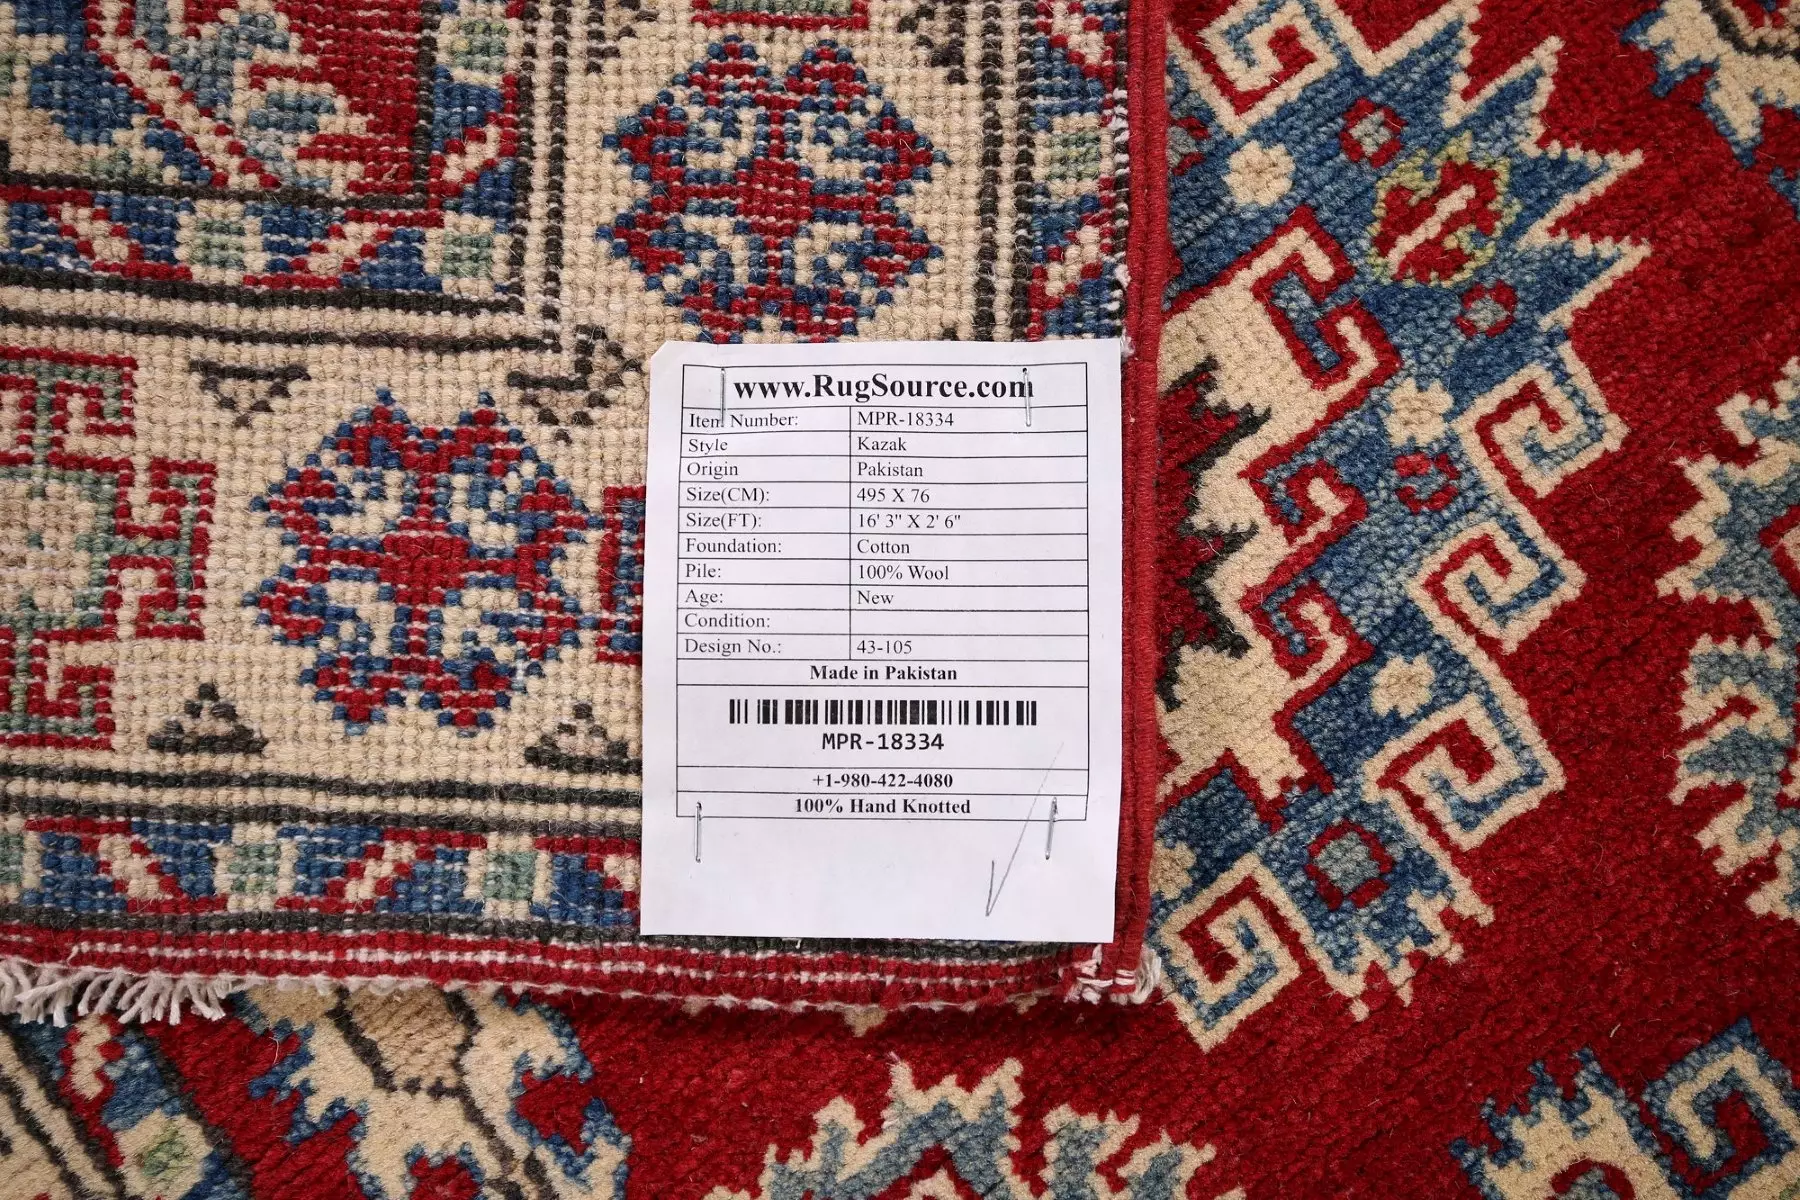 www.RugSource.com
Item Number: MPR-18334
Style Kazak
Origin Pakistan
Size(CM): 495 X 76
Size(FT): 16' 3" X 2' 6"
Foundation: Cotton
Pile: 100% Wool
Age: New
Condition:
Design No.: 43-105
Made in Pakistan
MPR-18334
+1-980-422-4080
100% Hand Knotted